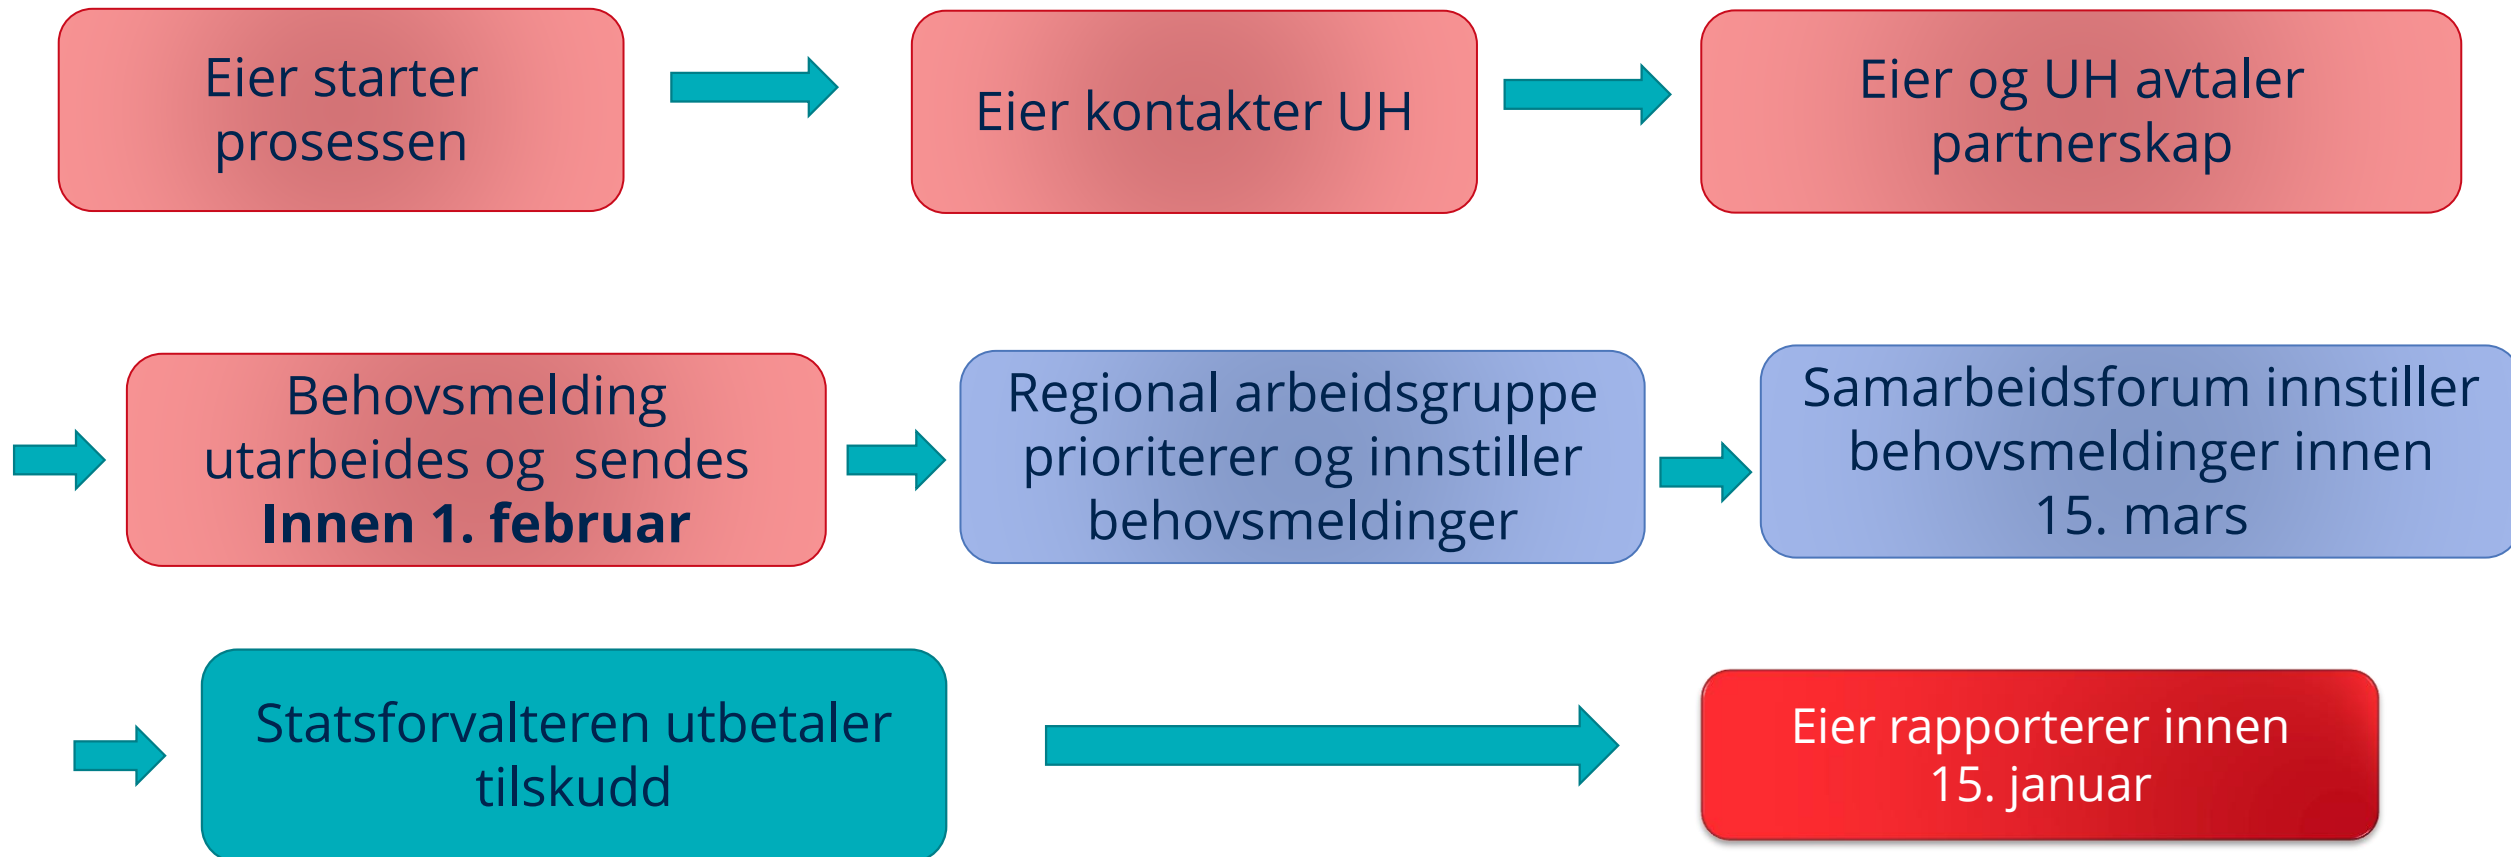 Eier starter
prosessen
Eier kontakter UH
Eier og UH avtaler
partnerskap
Behovsmelding
utarbeides og  sendes
Innen 1. februar
Regional arbeidsgruppe
prioriterer og innstiller
behovsmeldinger
Samarbeidsforum innstiller
behovsmeldinger innen
15. mars
Statsforvalteren utbetaler
tilskudd
Eier rapporterer innen
15. januar